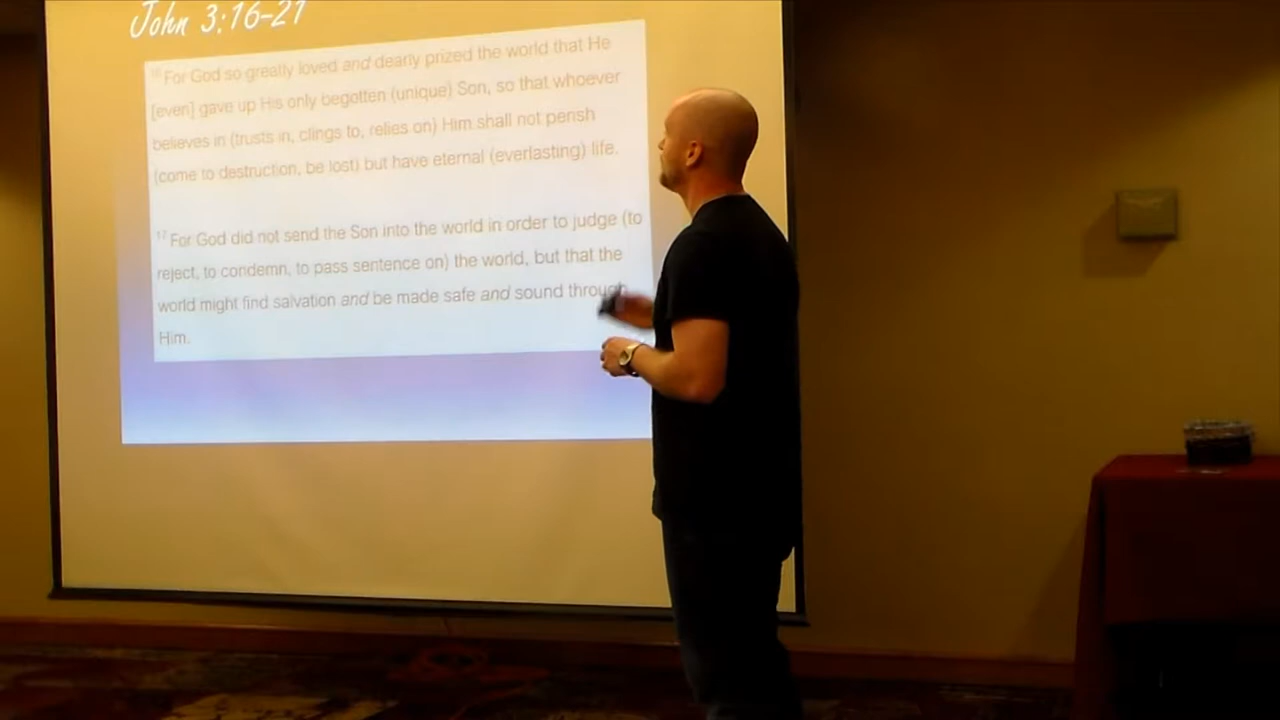 John 3:16-21
16 For God so greatly loved and dearly prized the world that He
[even] gave up His only begotten (unique) Son, so that whoever
believes in (trusts in, clings to, relies on) Him shall not perish
(come to destruction, be lost) but have eternal (everlasting) life.
17 For God did not send the Son into the world in order to judge (to
reject, to condemn, to pass sentence on) the world, but that the
world might find salvation and be made safe and sound through
Him.